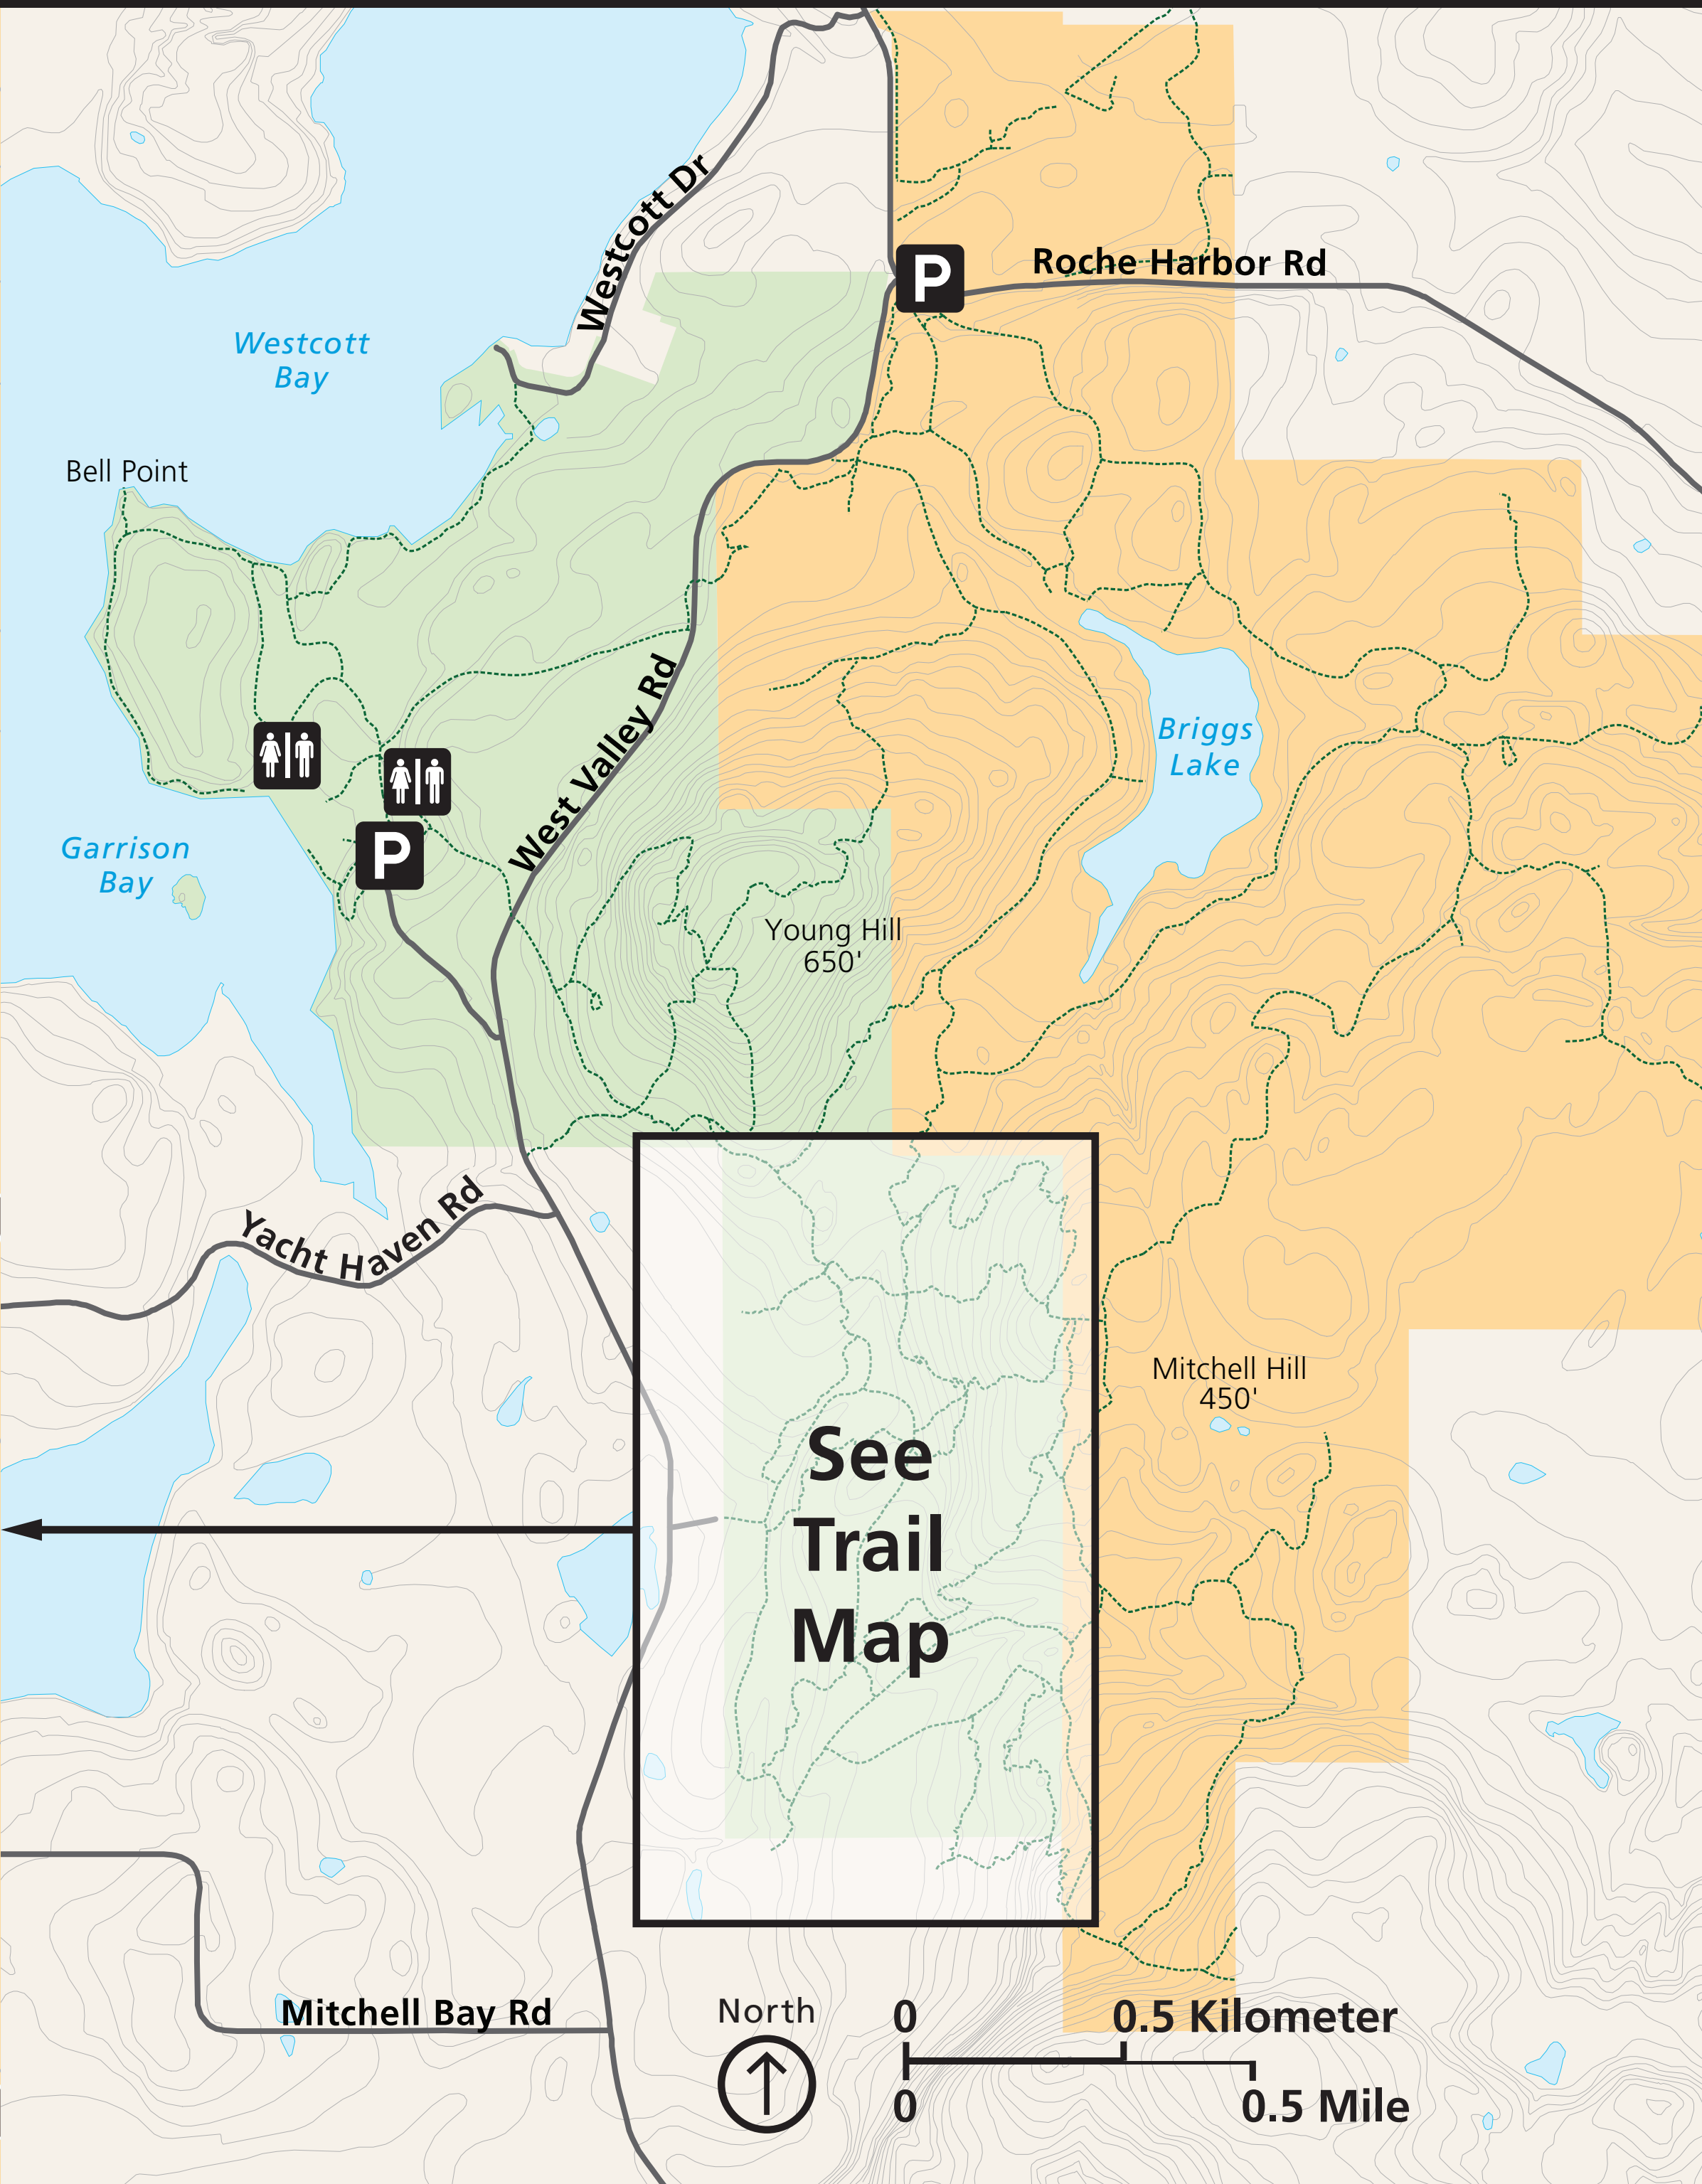 Westcott Dr
P
Roche Harbor Rd
Westcott
Bay
Bell Point
West Valley Rd
Briggs
Lake
Garrison
Bay
P
Young Hill
650'
Yacht Haven Rd
Mitchell Hill
450'
See
Trail
Map
Mitchell Bay Rd
North
0
0.5 Kilometer
0
0.5 Mile